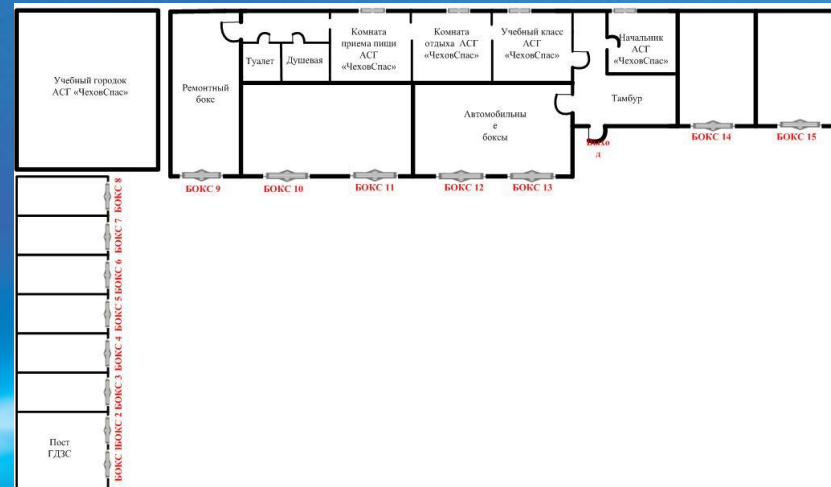 Учебный городок
АСГ «ЧеховСпас»
Ремонтный
бокс
Туалет
Душевая
Комната
приема пищи
АСГ
«ЧеховСпас»
Комната
отдыха АСГ
«ЧеховСпас»
Учебный класс
АСГ
«ЧеховСпас»
Начальник
АСГ
«ЧеховСпас»
Тамбур
Автомобильны
е
боксы
Выхо
д
БОКС 9
БОКС 10
БОКС 11
БОКС 12
БОКС 13
БОКС 14
БОКС 15
БОКС 8
БОКС 7
БОКС 6
БОКС 5
БОКС 4
БОКС 3
БОКС 2
БОКС 1
Пост
ГДЗС